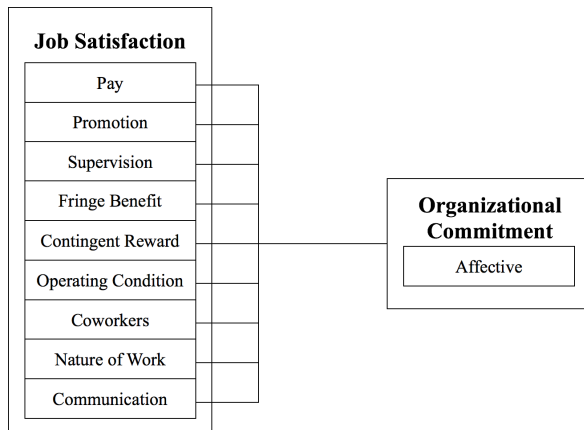 Job Satisfaction
Pay
Promotion
Supervision
Fringe Benefit
Contingent Reward
Operating Condition
Coworkers
Nature of Work
Communication
Organizational
Commitment
Affective